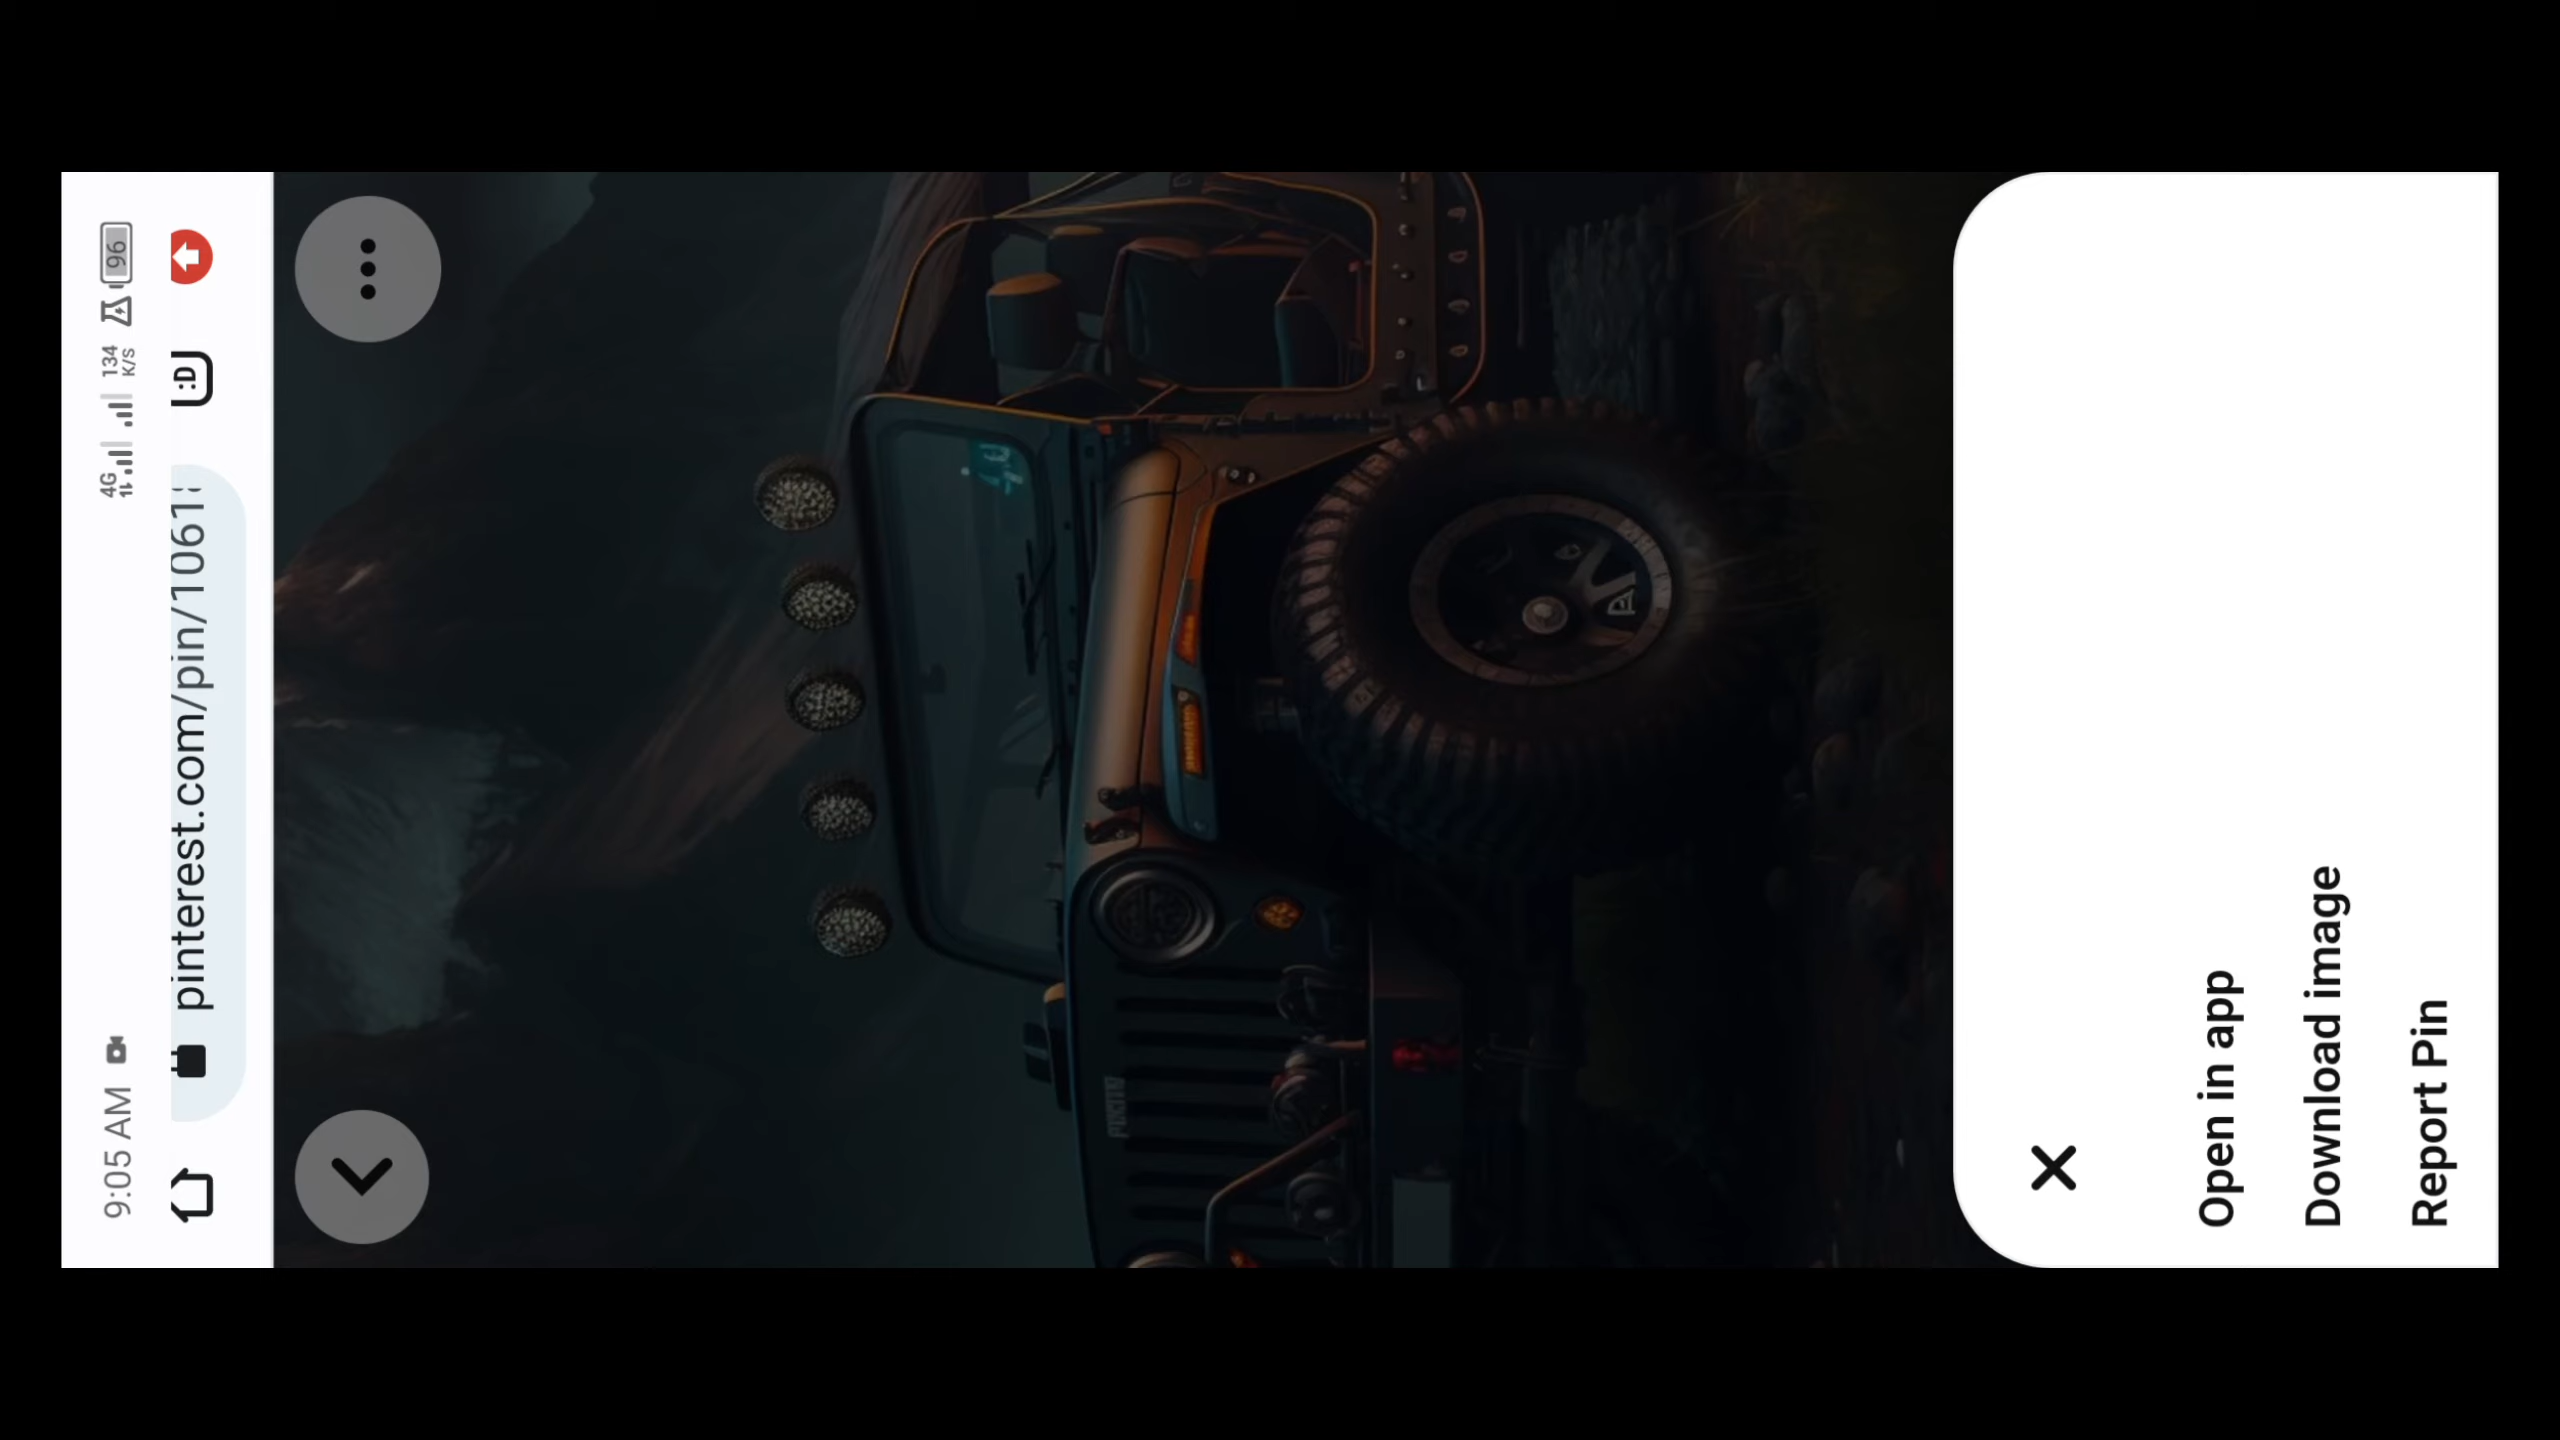 9:05 AM
4G 134 K/S 96
pinterest.com/pin/1061
:D
Open in app
Download image
Report Pin